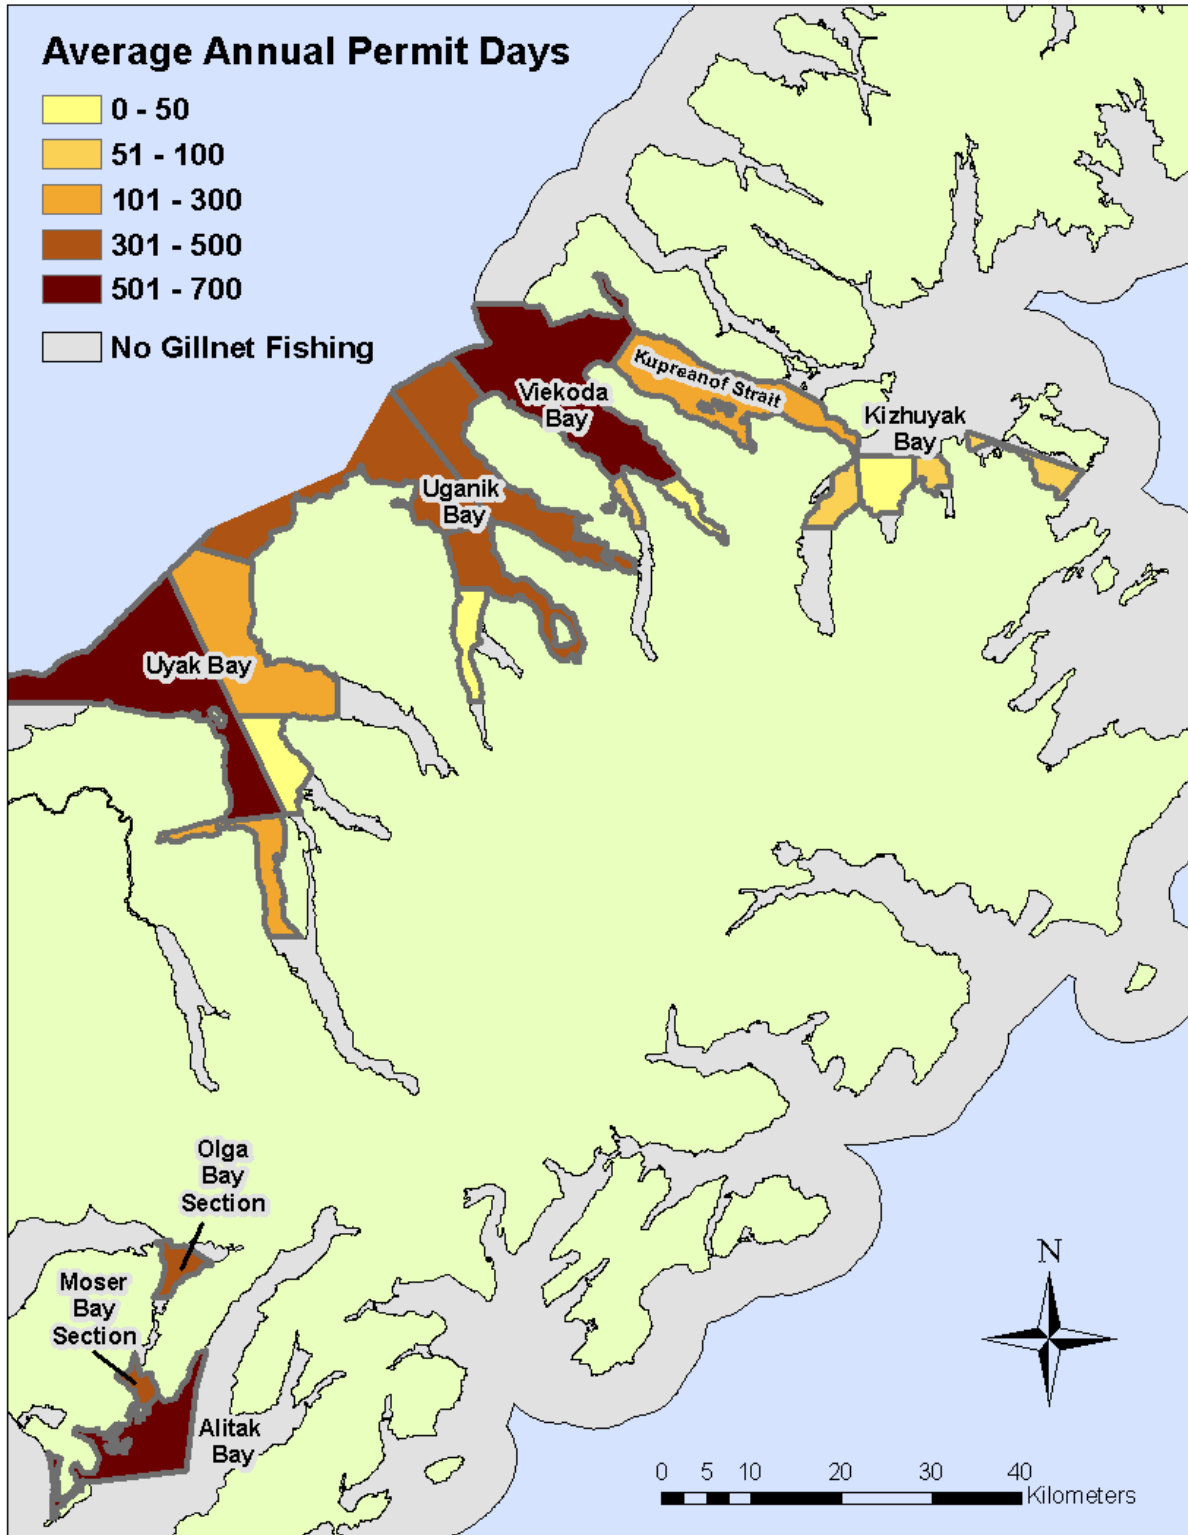 Average Annual Permit Days
0 - 50
51 - 100
101 - 300
301 - 500
501 - 700
No Gillnet Fishing
Kupreanof Strait
Viekoda
Bay
Kizhuyak
Bay
Uganik
Bay
Uyak Bay
Olga
Bay
Section
Moser
Bay
Section
Alitak
Bay
N
0 5 10 20 30 40
Kilometers